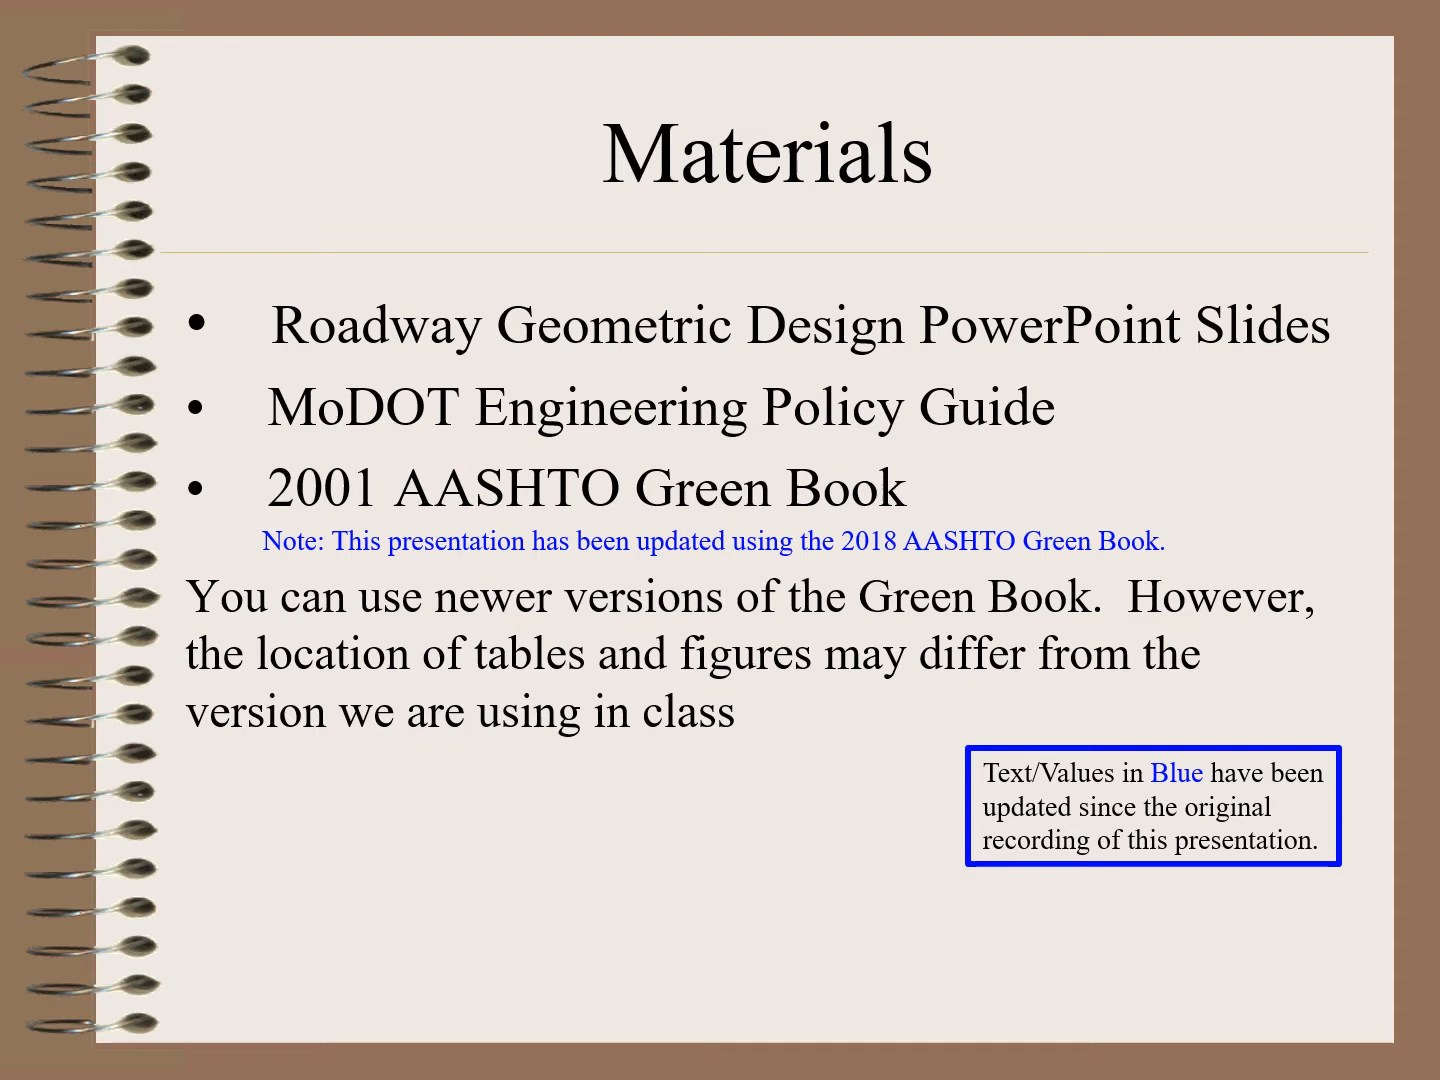 Materials
• Roadway Geometric Design PowerPoint Slides
• MoDOT Engineering Policy Guide
• 2001 AASHTO Green Book
Note: This presentation has been updated using the 2018 AASHTO Green Book.
You can use newer versions of the Green Book. However,
the location of tables and figures may differ from the
version we are using in class
Text/Values in Blue have been
updated since the original
recording of this presentation.